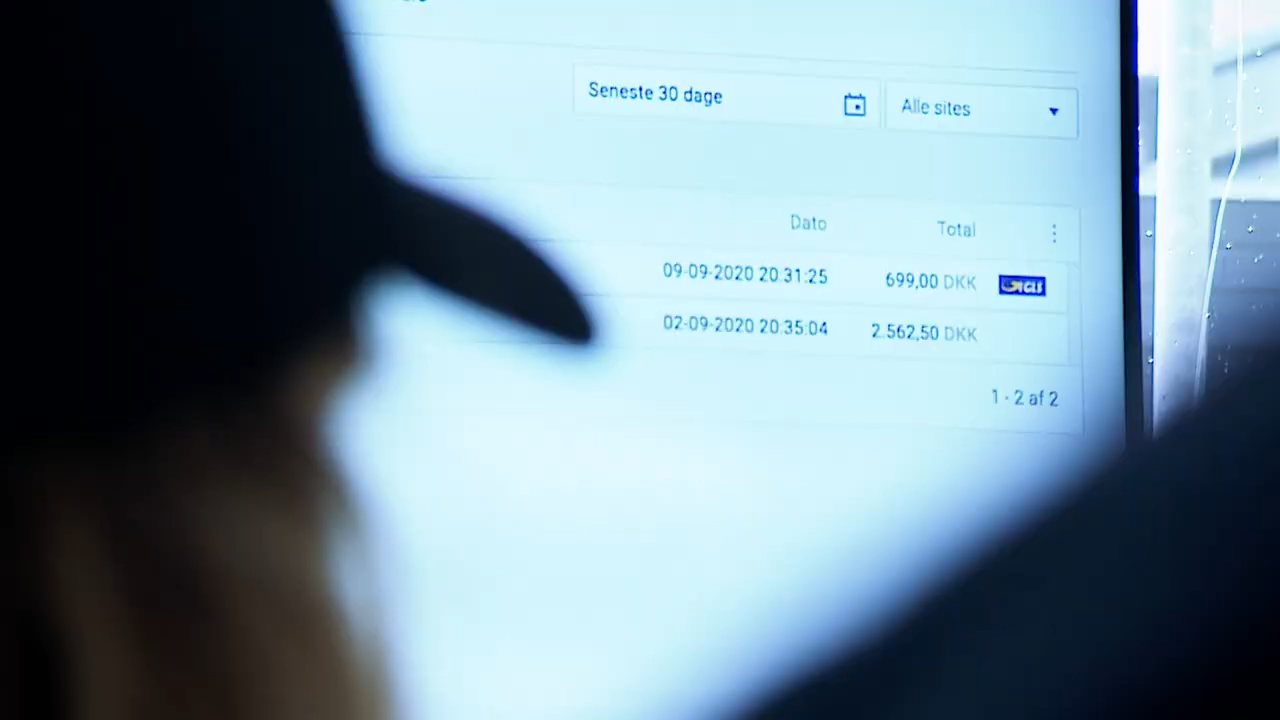 Seneste 30 dage
Alle sites
Dato Total
09-09-2020 20:31:25 699,00 DKK GLS
02-09-2020 20:35:04 2.562,50 DKK
1 - 2 af 2